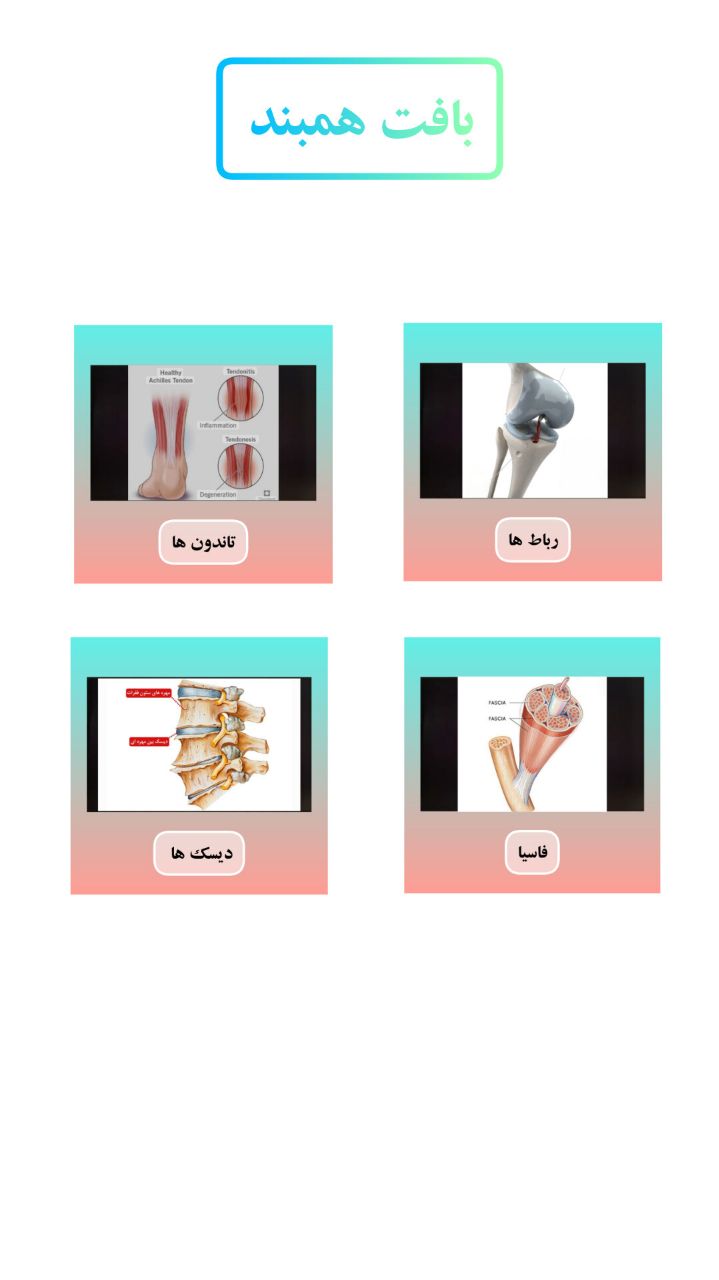 بافت همبند
رباط ها
Healthy
Achilles Tendon
Tendonitis
Inflammation
Tendonosis
Degeneration
تاندون ها
FASCIA
FASCIA
فاسیا
مهره های ستون فقرات
دیسک بین مهره ای
دیسک ها